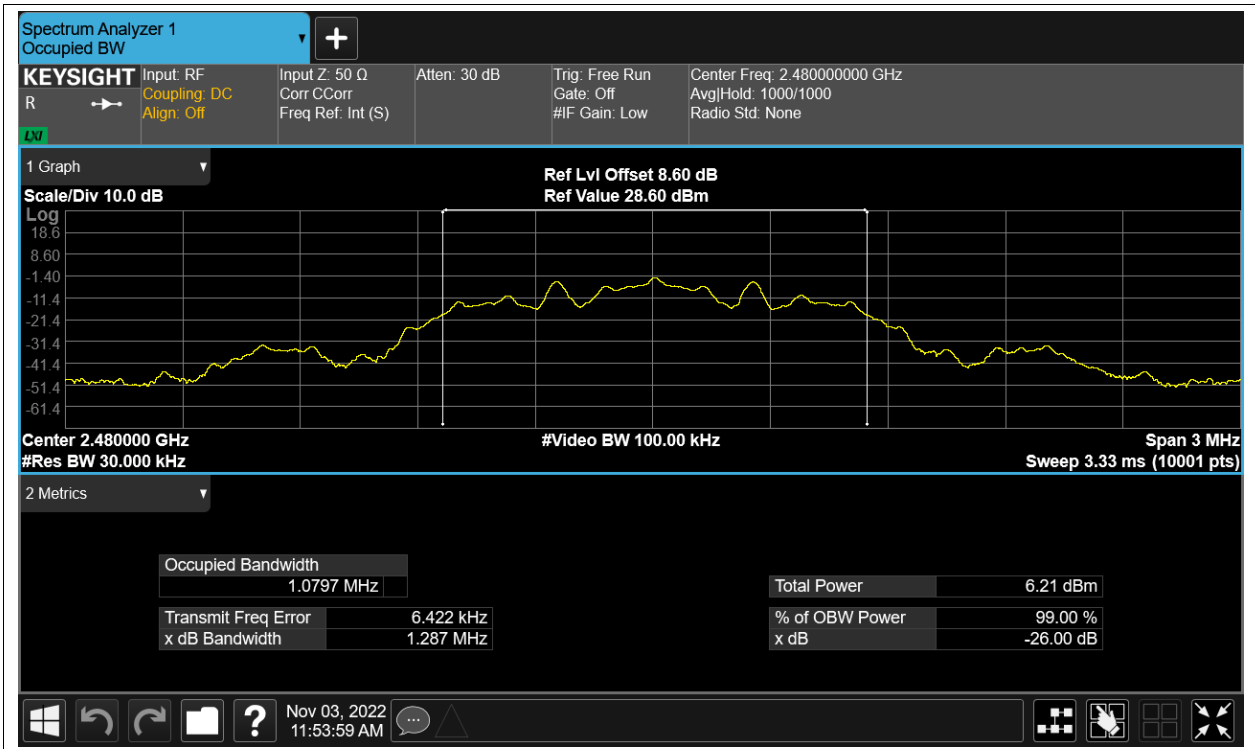 Spectrum Analyzer 1
Occupied BW
KEYSIGHT
R
LXI
Input: RF
Coupling: DC
Align: Off
Input Z: 50 Ω
Corr CCorr
Freq Ref: Int (S)
Atten: 30 dB
Trig: Free Run
Gate: Off
#IF Gain: Low
Center Freq: 2.480000000 GHz
Avg|Hold: 1000/1000
Radio Std: None
1 Graph
Scale/Div 10.0 dB
Ref Lvl Offset 8.60 dB
Ref Value 28.60 dBm
Log
18.6
8.60
-1.40
-11.4
-21.4
-31.4
-41.4
-51.4
-61.4
Center 2.480000 GHz
#Res BW 30.000 kHz
#Video BW 100.00 kHz
Span 3 MHz
Sweep 3.33 ms (10001 pts)
2 Metrics
Occupied Bandwidth
1.0797 MHz
Transmit Freq Error 6.422 kHz
x dB Bandwidth 1.287 MHz
Total Power 6.21 dBm
% of OBW Power 99.00 %
x dB -26.00 dB
?
Nov 03, 2022
11:53:59 AM